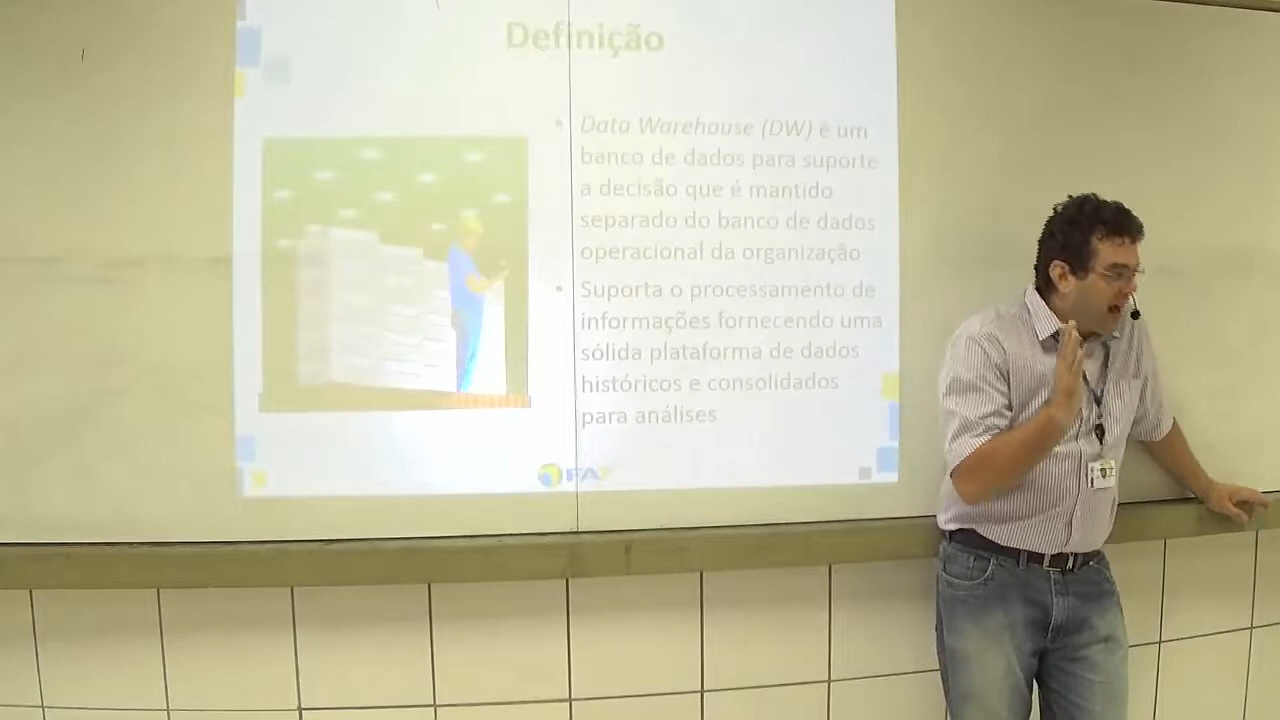 Definição
• Data Warehouse (DW) é um
banco de dados para suporte
a decisão que é mantido
separado do banco de dados
operacional da organização
• Suporta o processamento de
informações fornecendo uma
sólida plataforma de dados
históricos e consolidados
para análises
FA7